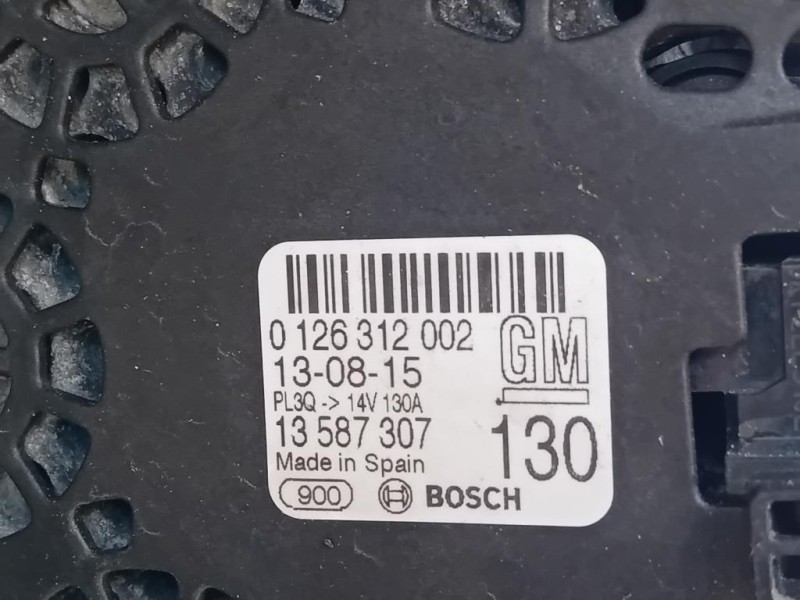 0 126 312 002
13-08-15
PL3Q -> 14V 130A
13 587 307
Made in Spain
900 BOSCH
GM
130